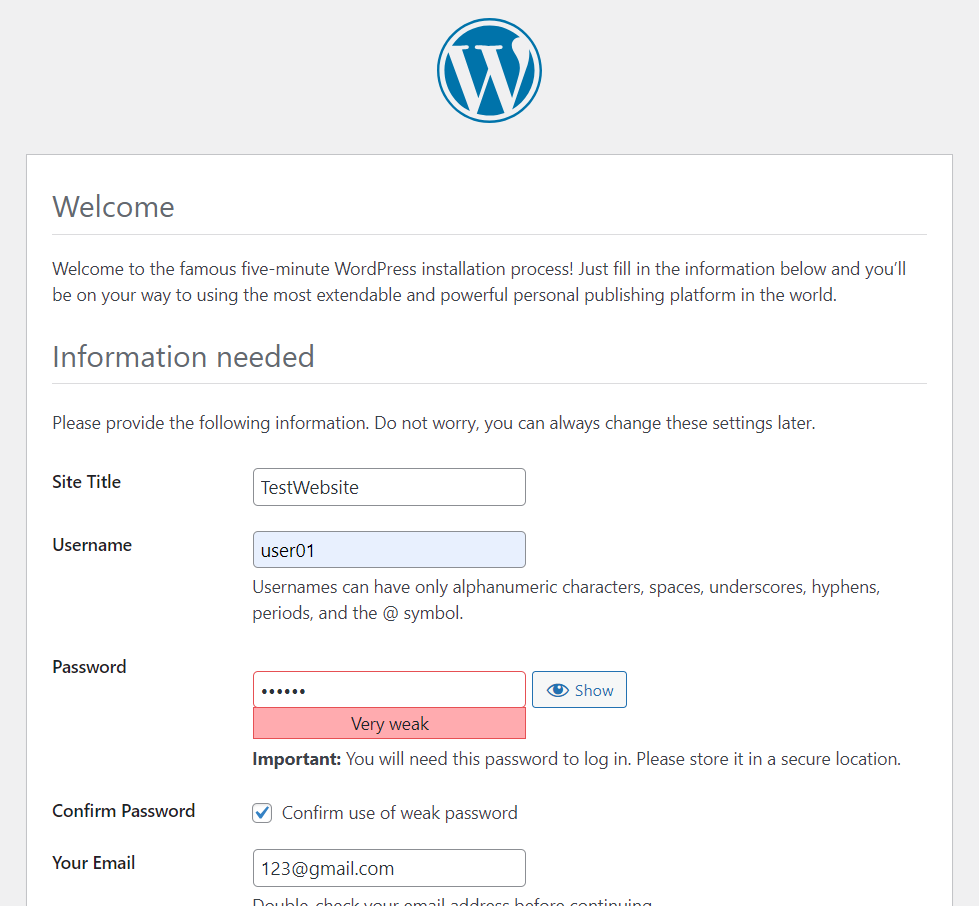 Welcome
Welcome to the famous five-minute WordPress installation process! Just fill in the information below and you’ll
be on your way to using the most extendable and powerful personal publishing platform in the world.
Information needed
Please provide the following information. Do not worry, you can always change these settings later.
Site Title
TestWebsite
Username
user01
Usernames can have only alphanumeric characters, spaces, underscores, hyphens,
periods, and the @ symbol.
Password
••••••
Show
Very weak
Important: You will need this password to log in. Please store it in a secure location.
Confirm Password
Confirm use of weak password
Your Email
123@gmail.com
Double-check your email address before continuing.